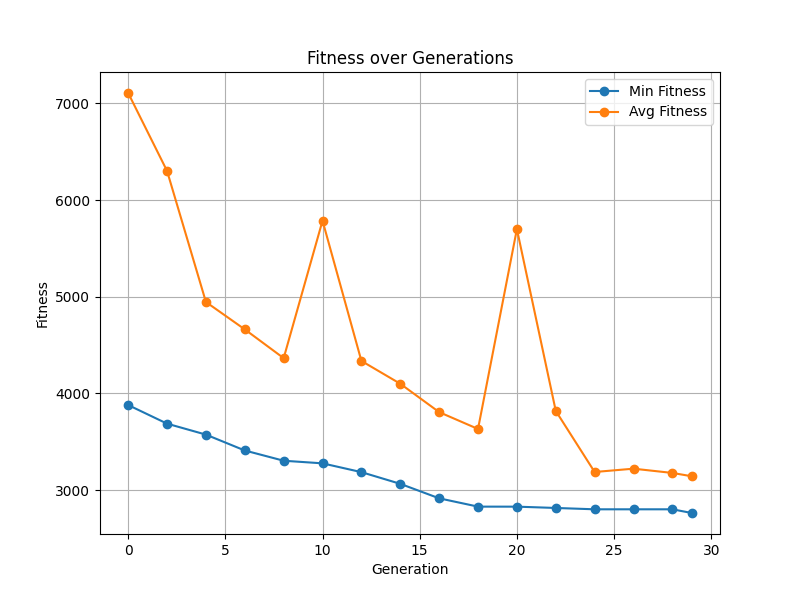 Fitness over Generations
Min Fitness
Avg Fitness
7000
6000
5000
4000
3000
Fitness
0 5 10 15 20 25 30
Generation